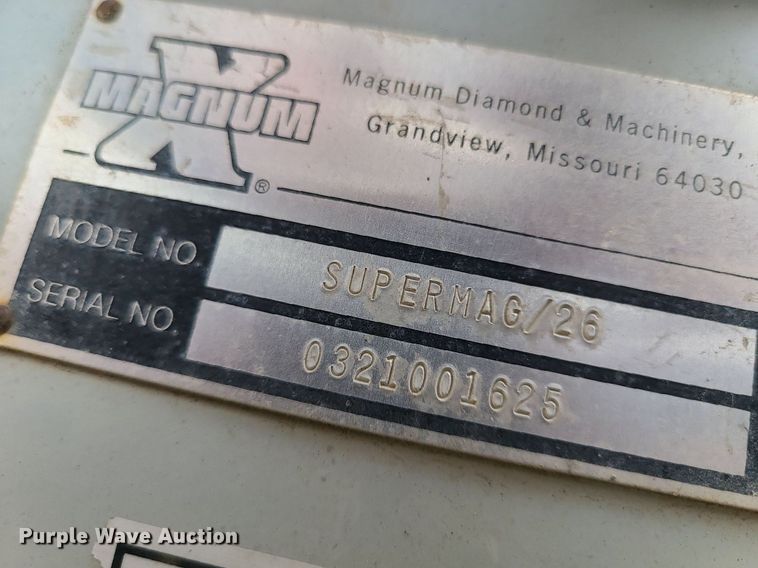 X
MAGNUM
®
Magnum Diamond & Machinery,
Grandview, Missouri 64030
MODEL NO. SUPERMAG/26
SERIAL NO. 0321001625
Purple Wave Auction